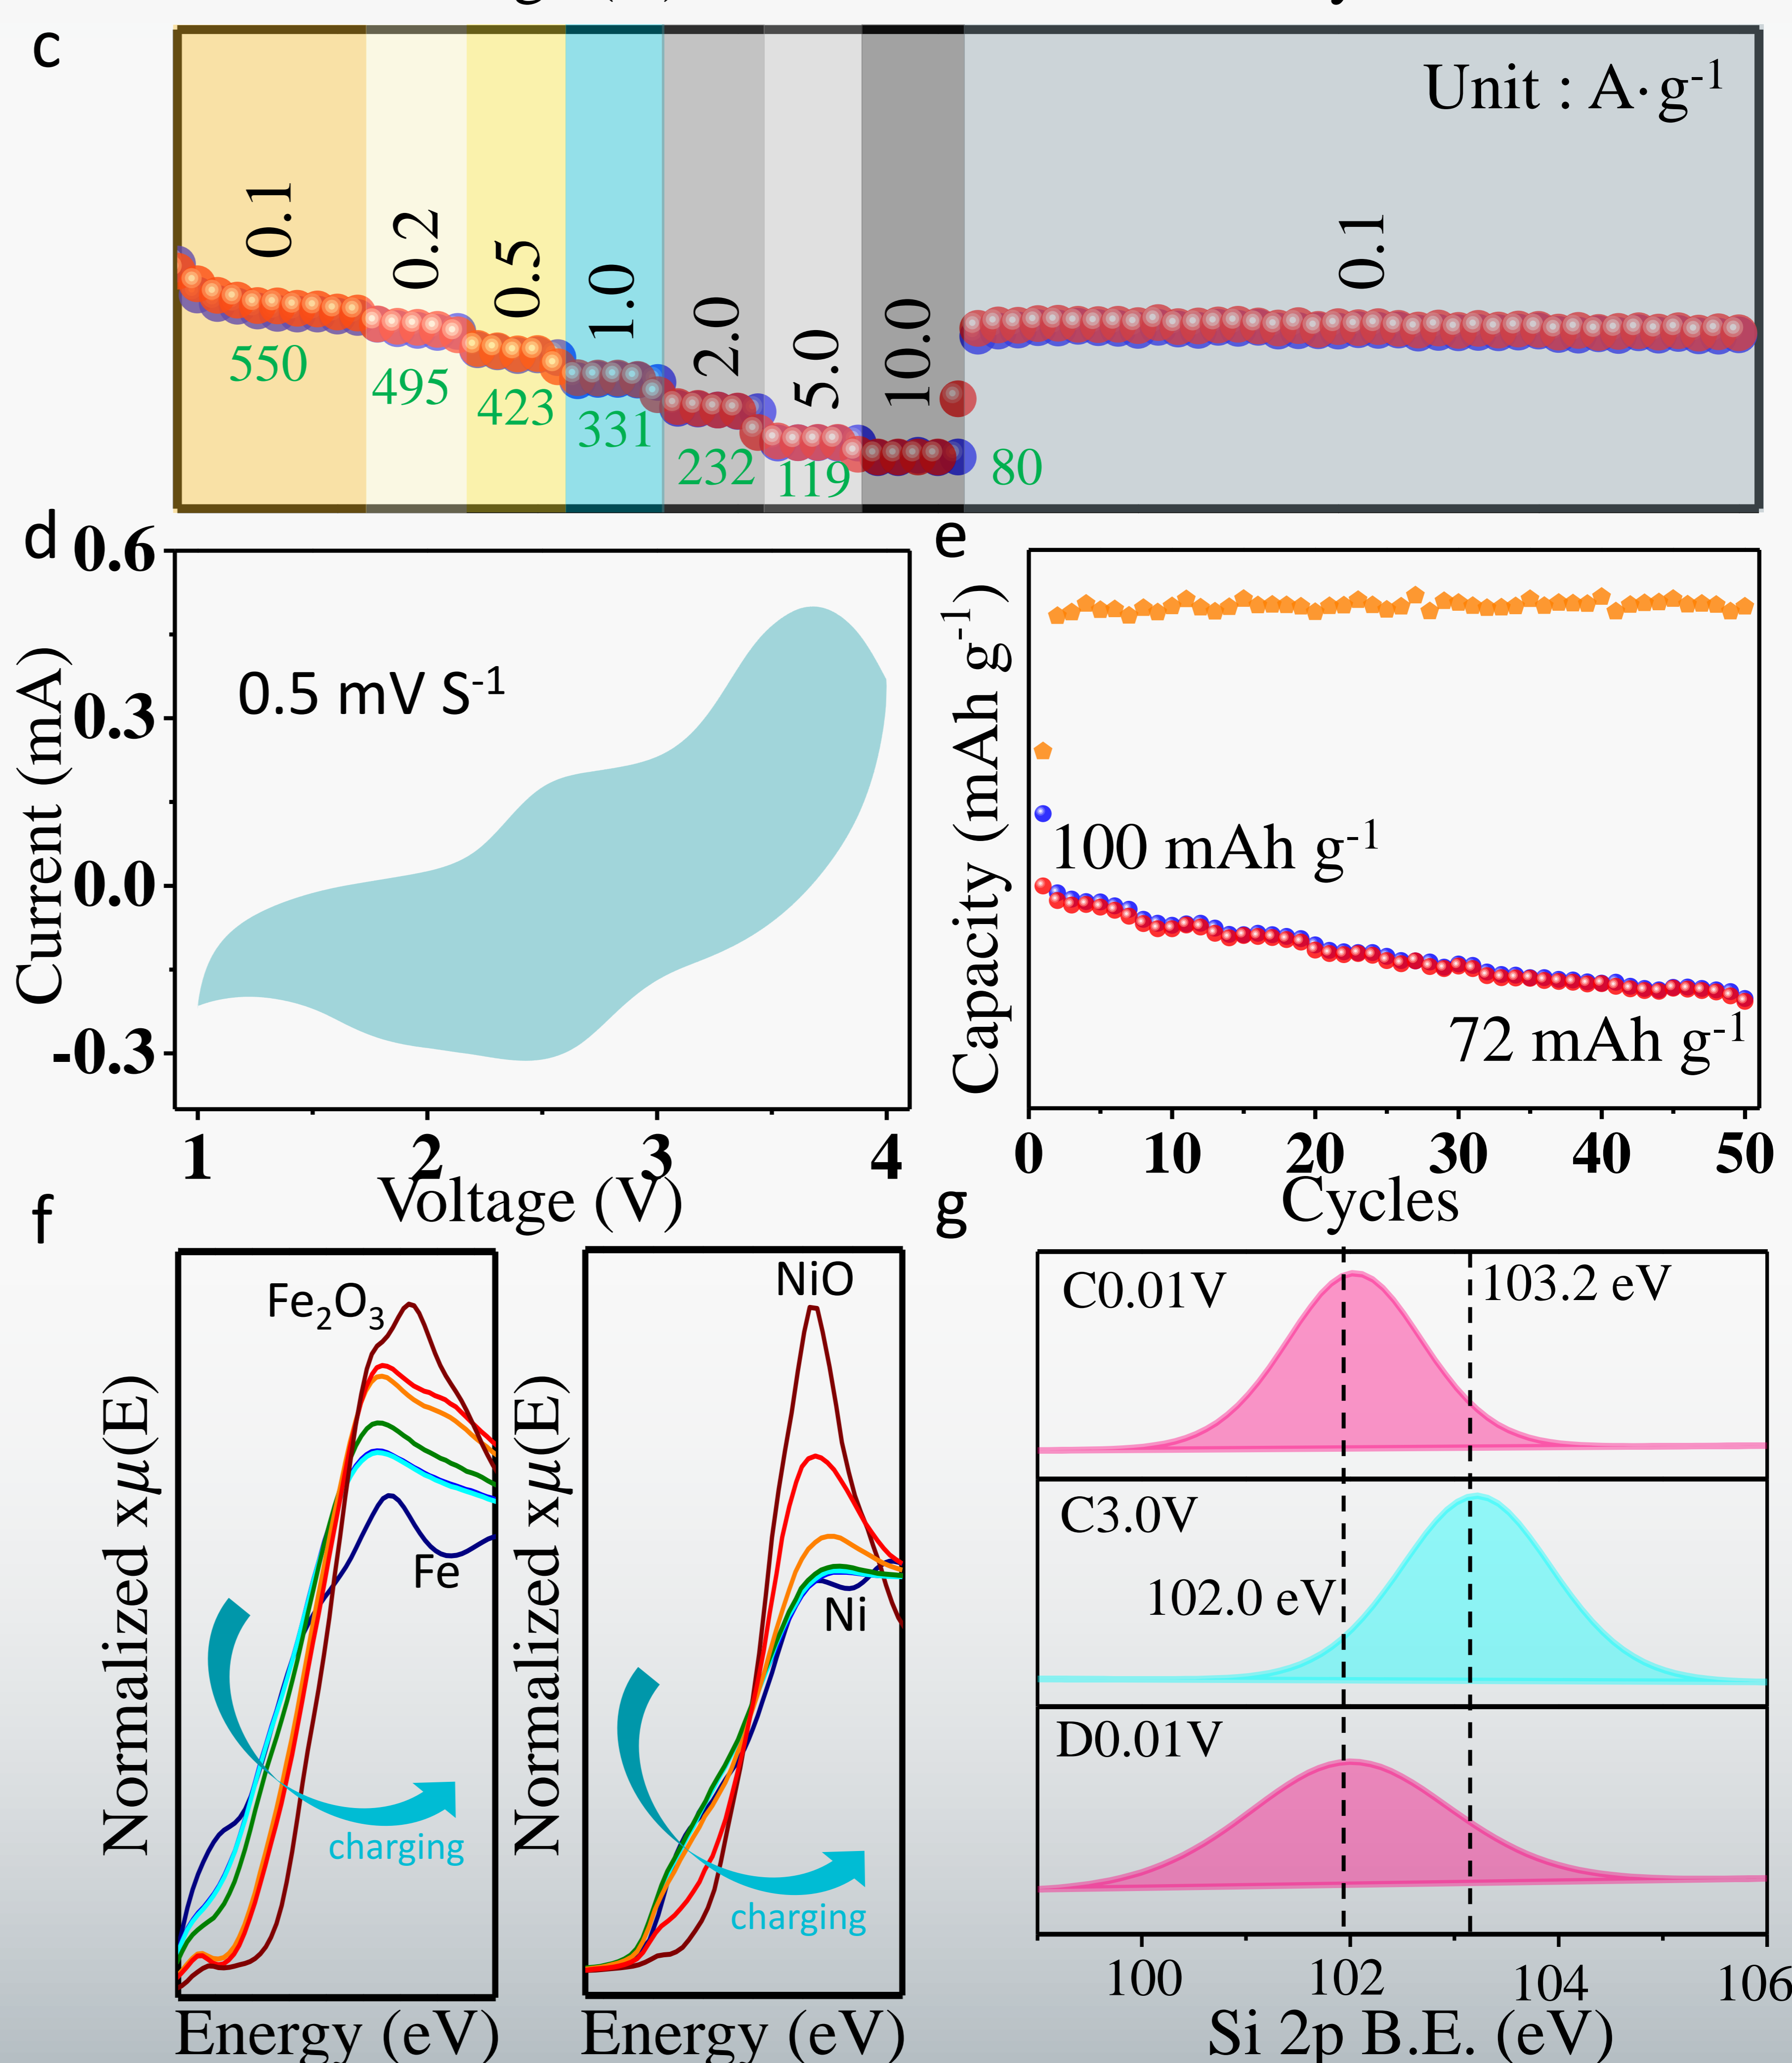 c
Unit : A·g-1
0.1
0.2
0.5
1.0
2.0
5.0
10.0
0.1
550
495
423
331
232
119
80
d
0.6
0.3
0.0
-0.3
Current (mA)
0.5 mV S-1
1
2
3
4
Voltage (V)
e
Capacity (mAh g-1)
100 mAh g-1
72 mAh g-1
0
10
20
30
40
50
Cycles
f
Normalized xμ(E)
Fe2O3
Fe
charging
Energy (eV)
Normalized xμ(E)
NiO
Ni
charging
Energy (eV)
g
C0.01V
103.2 eV
C3.0V
102.0 eV
D0.01V
100
102
104
106
Si 2p B.E. (eV)